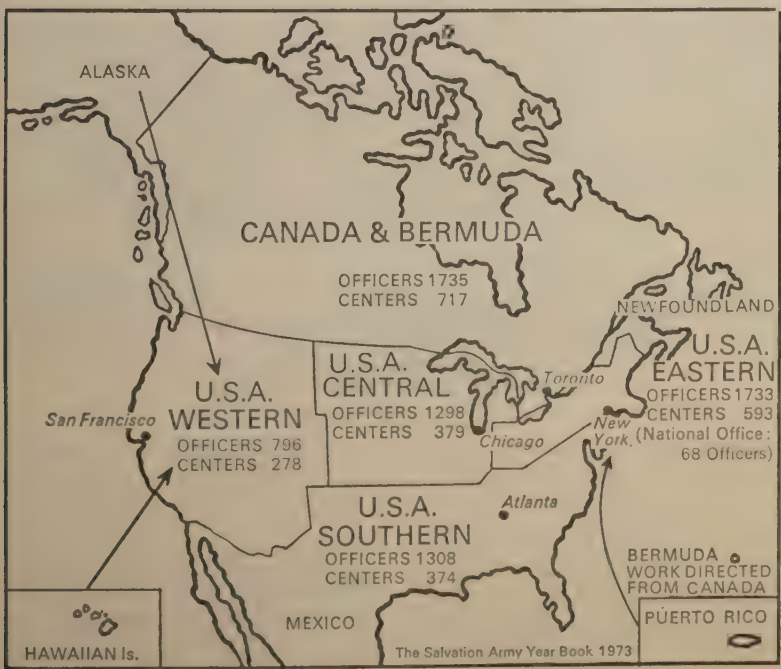 ALASKA
CANADA & BERMUDA
OFFICERS 1735
CENTERS 717
NEWFOUNDLAND
U.S.A.
EASTERN
OFFICERS 1733
CENTERS 593
(National Office:
68 Officers)
U.S.A.
CENTRAL
OFFICERS 1298
CENTERS 379
Toronto
Chicago
New
York
U.S.A.
WESTERN
OFFICERS 796
CENTERS 278
San Francisco
U.S.A.
SOUTHERN
OFFICERS 1308
CENTERS 374
Atlanta
BERMUDA
WORK DIRECTED
FROM CANADA
PUERTO RICO
MEXICO
HAWAIIAN Is.
The Salvation Army Year Book 1973